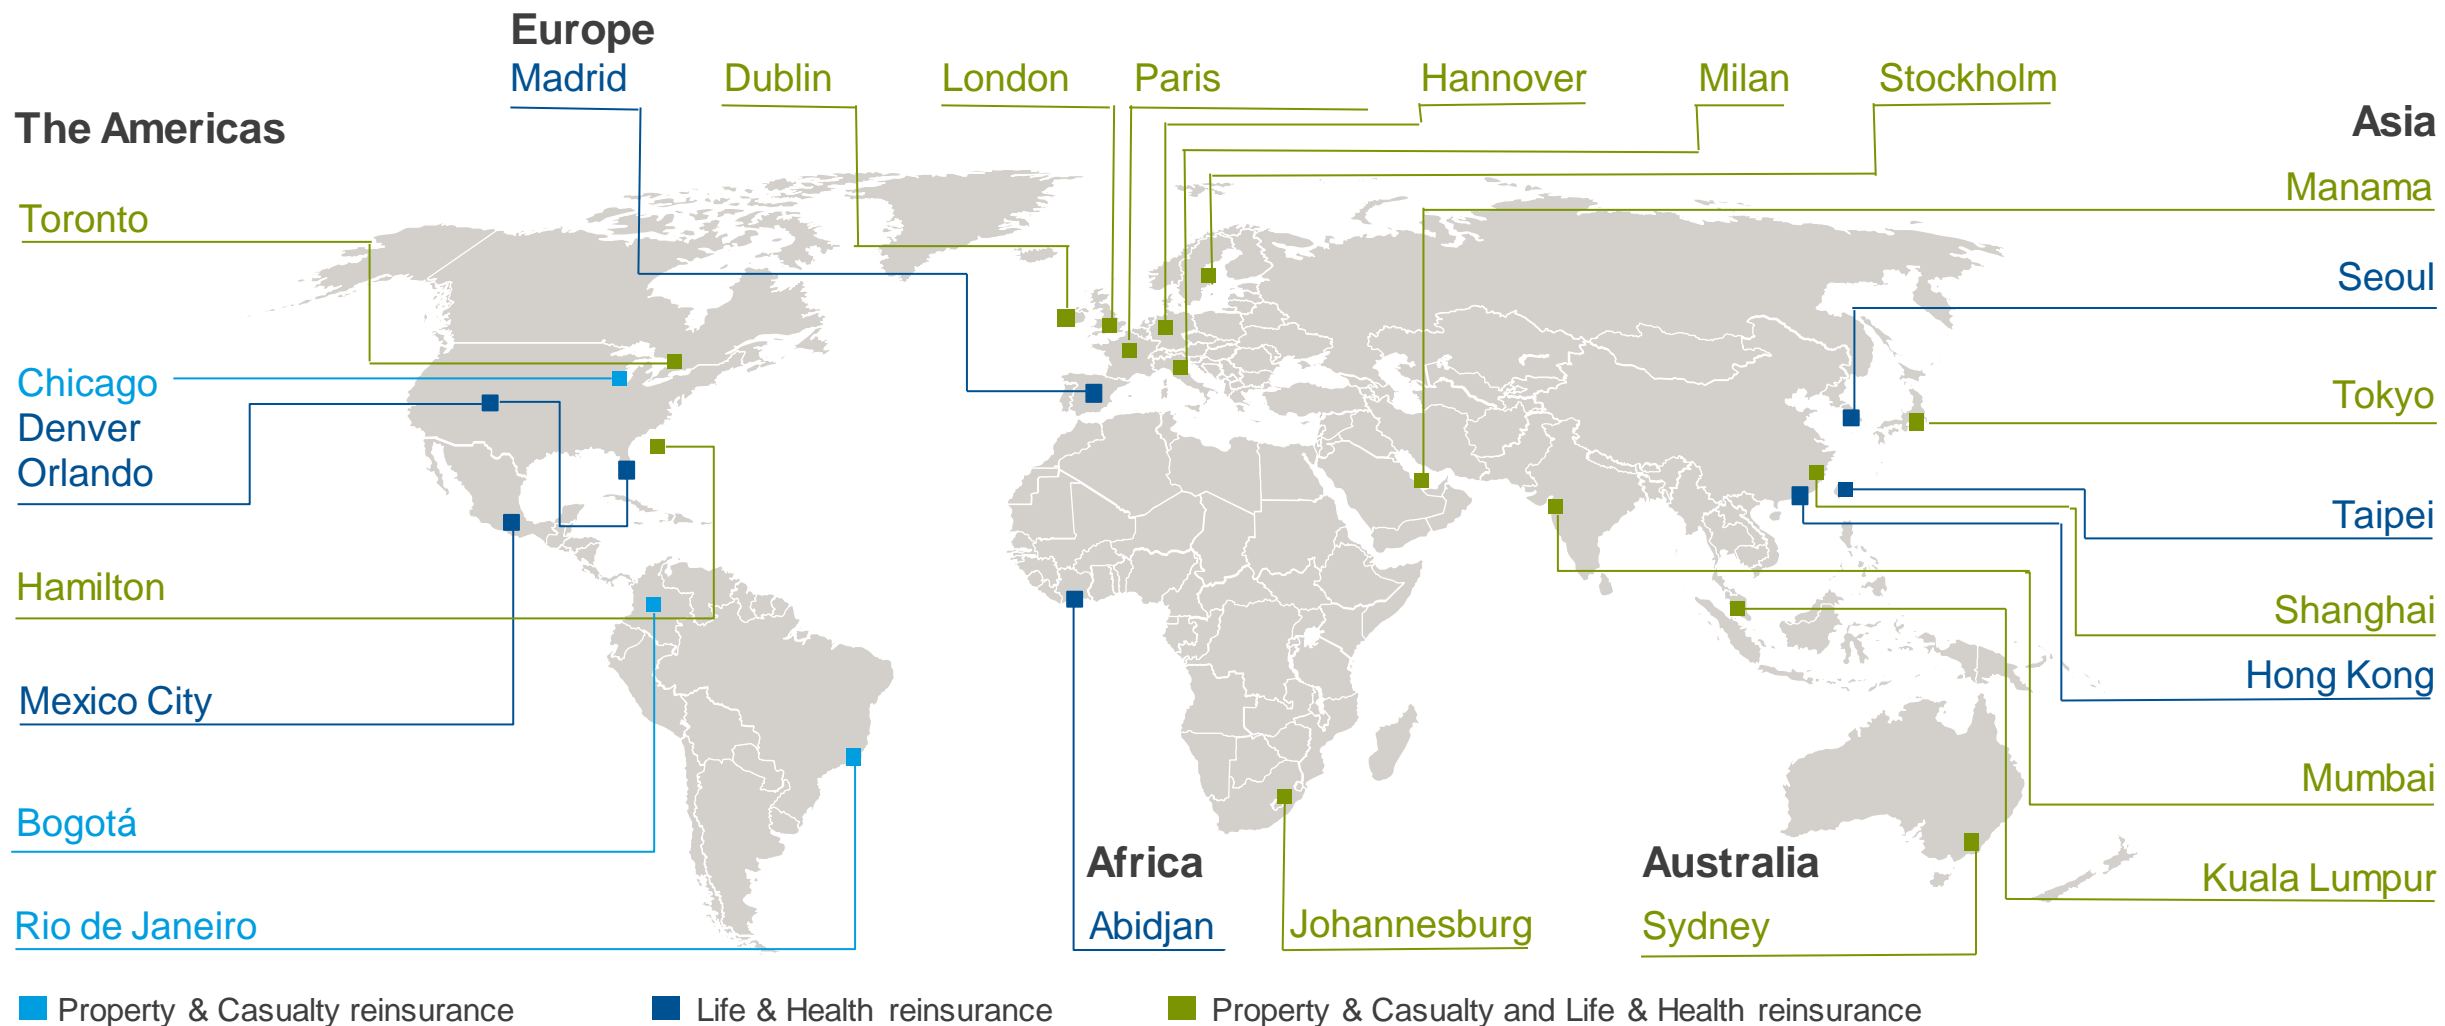 Europe
Madrid
Dublin
London
Paris
Hannover
Milan
Stockholm
The Americas
Toronto
Chicago
Denver
Orlando
Hamilton
Mexico City
Bogotá
Rio de Janeiro
Asia
Manama
Seoul
Tokyo
Taipei
Shanghai
Hong Kong
Mumbai
Kuala Lumpur
Africa
Abidjan
Johannesburg
Australia
Sydney
Property & Casualty reinsurance
Life & Health reinsurance
Property & Casualty and Life & Health reinsurance